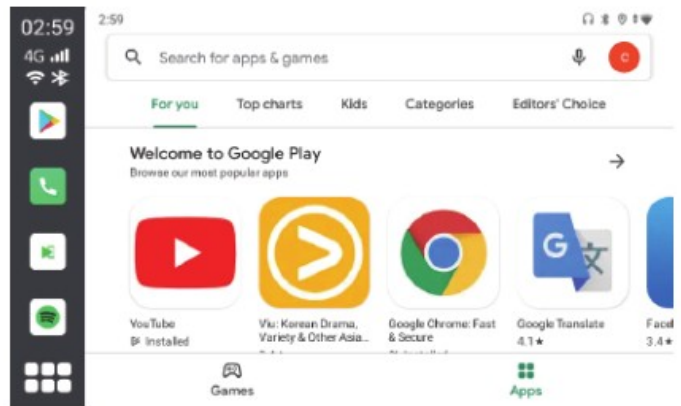 02:59
4G
2:59
Search for apps & games
C
For you Top charts Kids Categories Editors' Choice
Welcome to Google Play
Browse our most popular apps
G 文
YouTube
Installed
Viu: Korean Drama,
Variety & Other Asia...
Google Chrome: Fast
& Secure
Google Translate
4.1★
3.4★
Games Apps